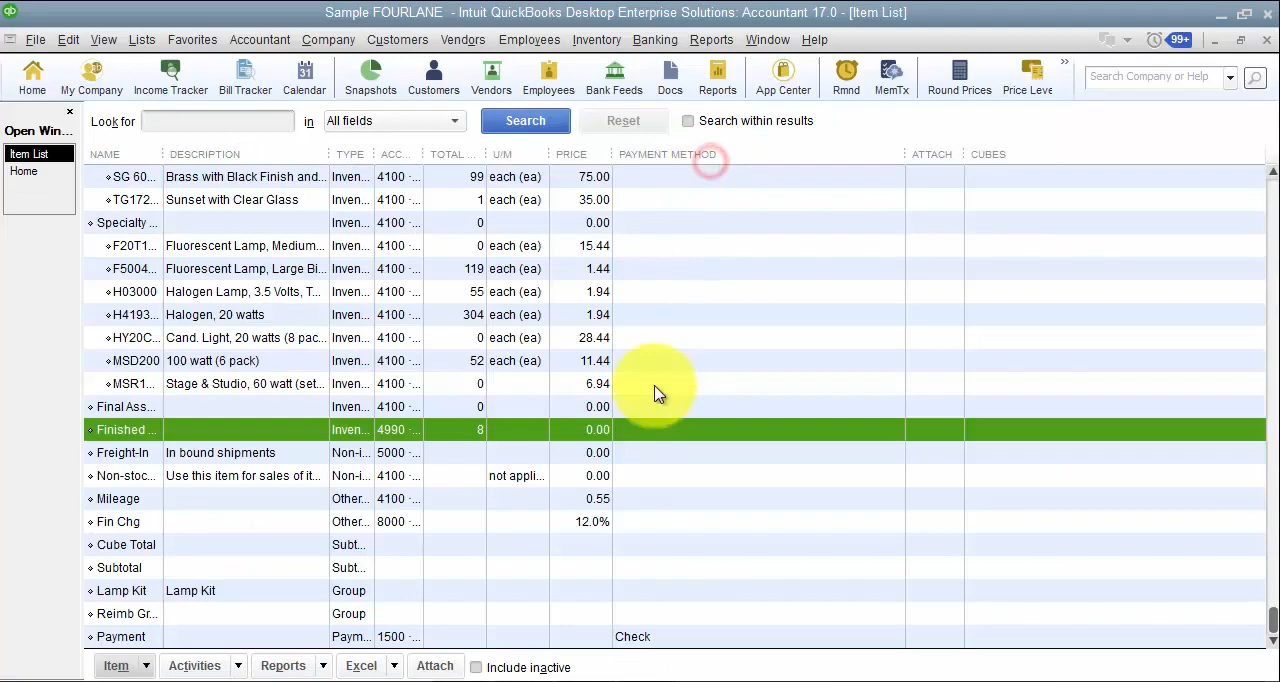 Sample FOURLANE - Intuit QuickBooks Desktop Enterprise Solutions: Accountant 17.0 - [Item List]
File Edit View Lists Favorites Accountant Company Customers Vendors Employees Inventory Banking Reports Window Help 99+
Home My Company Income Tracker Bill Tracker Calendar Snapshots Customers Vendors Employees Bank Feeds Docs Reports App Center Rmnd MemTx Round Prices Price Leve Search Company or Help
Open Win...
Item List
Home
Look for in All fields Search Reset Search within results
NAME DESCRIPTION TYPE ACC... TOTAL ... U/M PRICE PAYMENT METHOD ATTACH CUBES
SG 60... Brass with Black Finish and... Inven... 4100 ·... 99 each (ea) 75.00
TG172... Sunset with Clear Glass Inven... 4100 ·... 1 each (ea) 35.00
Specialty ... Inven... 4100 ·... 0 0.00
F20T1... Fluorescent Lamp, Medium... Inven... 4100 ·... 0 each (ea) 15.44
F5004... Fluorescent Lamp, Large Bi... Inven... 4100 ·... 119 each (ea) 1.44
H03000 Halogen Lamp, 3.5 Volts, T... Inven... 4100 ·... 55 each (ea) 1.94
H4193... Halogen, 20 watts Inven... 4100 ·... 304 each (ea) 1.94
HY20C... Cand. Light, 20 watts (8 pac... Inven... 4100 ·... 0 each (ea) 28.44
MSD200 100 watt (6 pack) Inven... 4100 ·... 52 each (ea) 11.44
MSR1... Stage & Studio, 60 watt (set... Inven... 4100 ·... 0 6.94
Final Ass... Inven... 4100 ·... 0 0.00
Finished ... Inven... 4990 ·... 8 0.00
Freight-In In bound shipments Non-i... 5000 ·... 0.00
Non-stoc... Use this item for sales of it... Non-i... 4100 ·... not appli... 0.00
Mileage Other... 4100 ·... 0.55
Fin Chg Other... 8000 ·... 12.0%
Cube Total Subt...
Subtotal Subt...
Lamp Kit Lamp Kit Group
Reimb Gr... Group
Payment Paym... 1500 ·... Check
Item Activities Reports Excel Attach Include inactive